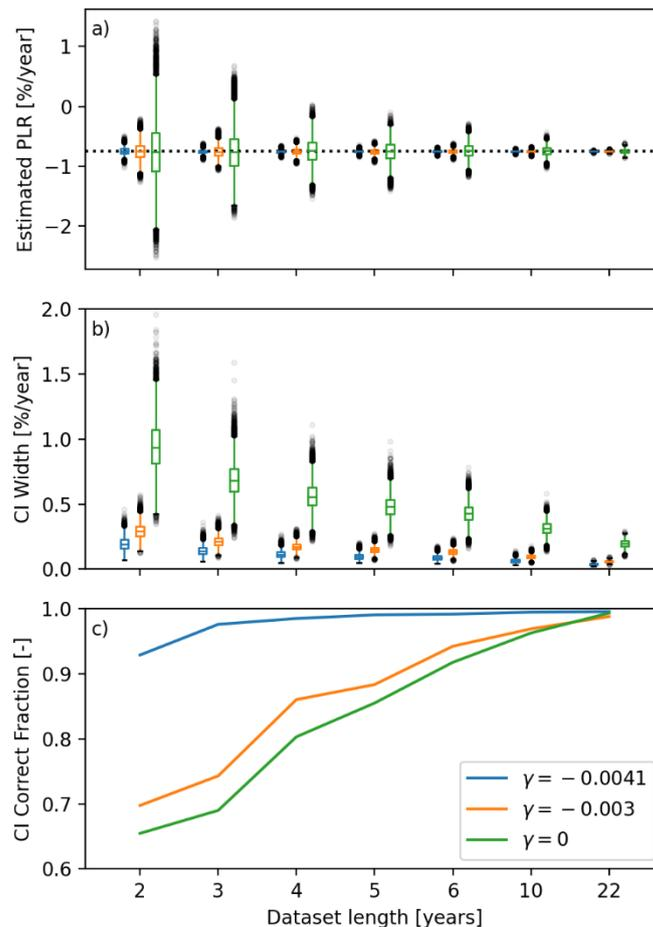 a)
Estimated PLR [%/year]
1
0
−1
−2
b)
CI Width [%/year]
2.0
1.5
1.0
0.5
0.0
c)
CI Correct Fraction [-]
1.0
0.9
0.8
0.7
0.6
γ = − 0.0041
γ = − 0.003
γ = 0
2 3 4 5 6 10 22
Dataset length [years]